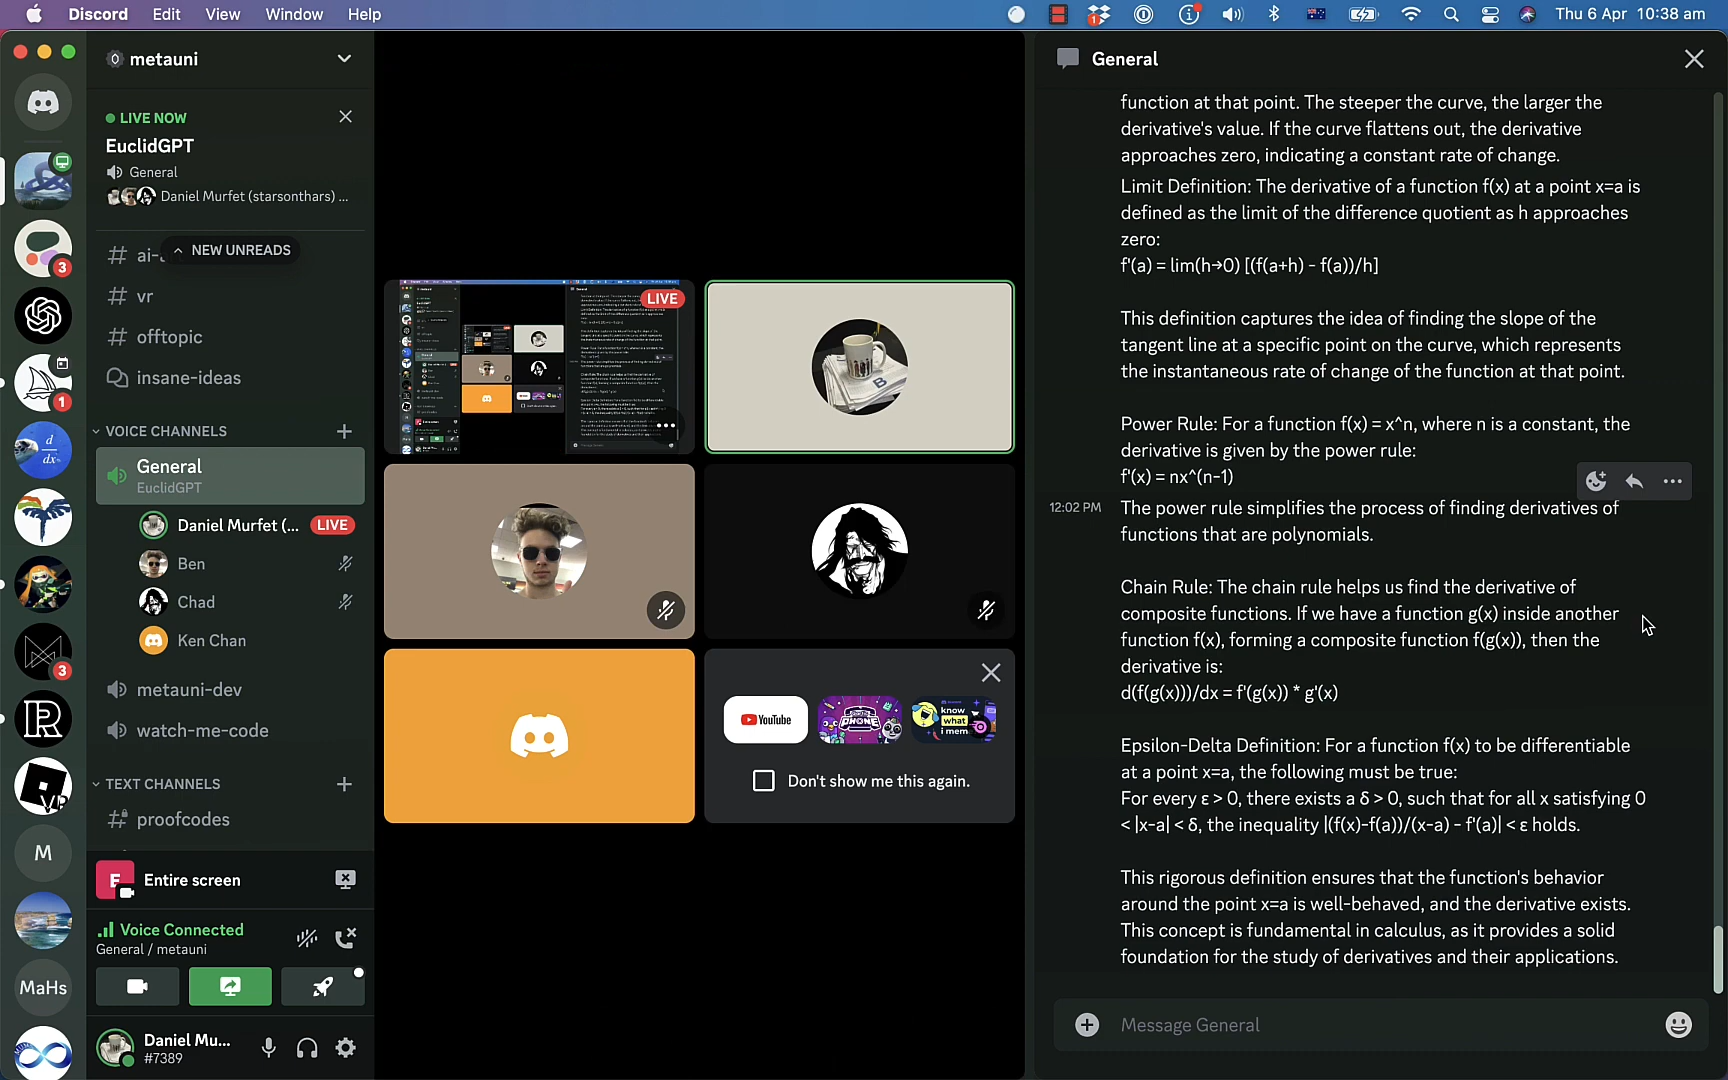 Discord Edit View Window Help
1
Thu 6 Apr 10:38 am
metauni
LIVE NOW
EuclidGPT
General
Daniel Murfet (starsonthars) ...
ai-
NEW UNREADS
vr
offtopic
insane-ideas
VOICE CHANNELS
General
EuclidGPT
Daniel Murfet (... LIVE
Ben
Chad
Ken Chan
metauni-dev
watch-me-code
TEXT CHANNELS
proofcodes
Entire screen
Voice Connected
General / metauni
Daniel Mu...
#7389
3
1
d
dx
3
VP
M
MaHs
LIVE
B
YouTube
PHONE
know
what
i mem
Don't show me this again.
General
function at that point. The steeper the curve, the larger the
derivative's value. If the curve flattens out, the derivative
approaches zero, indicating a constant rate of change.
Limit Definition: The derivative of a function f(x) at a point x=a is
defined as the limit of the difference quotient as h approaches
zero:
f'(a) = lim(h→0) [(f(a+h) - f(a))/h]
This definition captures the idea of finding the slope of the
tangent line at a specific point on the curve, which represents
the instantaneous rate of change of the function at that point.
Power Rule: For a function f(x) = x^n, where n is a constant, the
derivative is given by the power rule:
f'(x) = nx^(n-1)
12:02 PM The power rule simplifies the process of finding derivatives of
functions that are polynomials.
Chain Rule: The chain rule helps us find the derivative of
composite functions. If we have a function g(x) inside another
function f(x), forming a composite function f(g(x)), then the
derivative is:
d(f(g(x)))/dx = f'(g(x)) * g'(x)
Epsilon-Delta Definition: For a function f(x) to be differentiable
at a point x=a, the following must be true:
For every ε > 0, there exists a δ > 0, such that for all x satisfying 0
< |x-a| < δ, the inequality |(f(x)-f(a))/(x-a) - f'(a)| < ε holds.
This rigorous definition ensures that the function's behavior
around the point x=a is well-behaved, and the derivative exists.
This concept is fundamental in calculus, as it provides a solid
foundation for the study of derivatives and their applications.
Message General